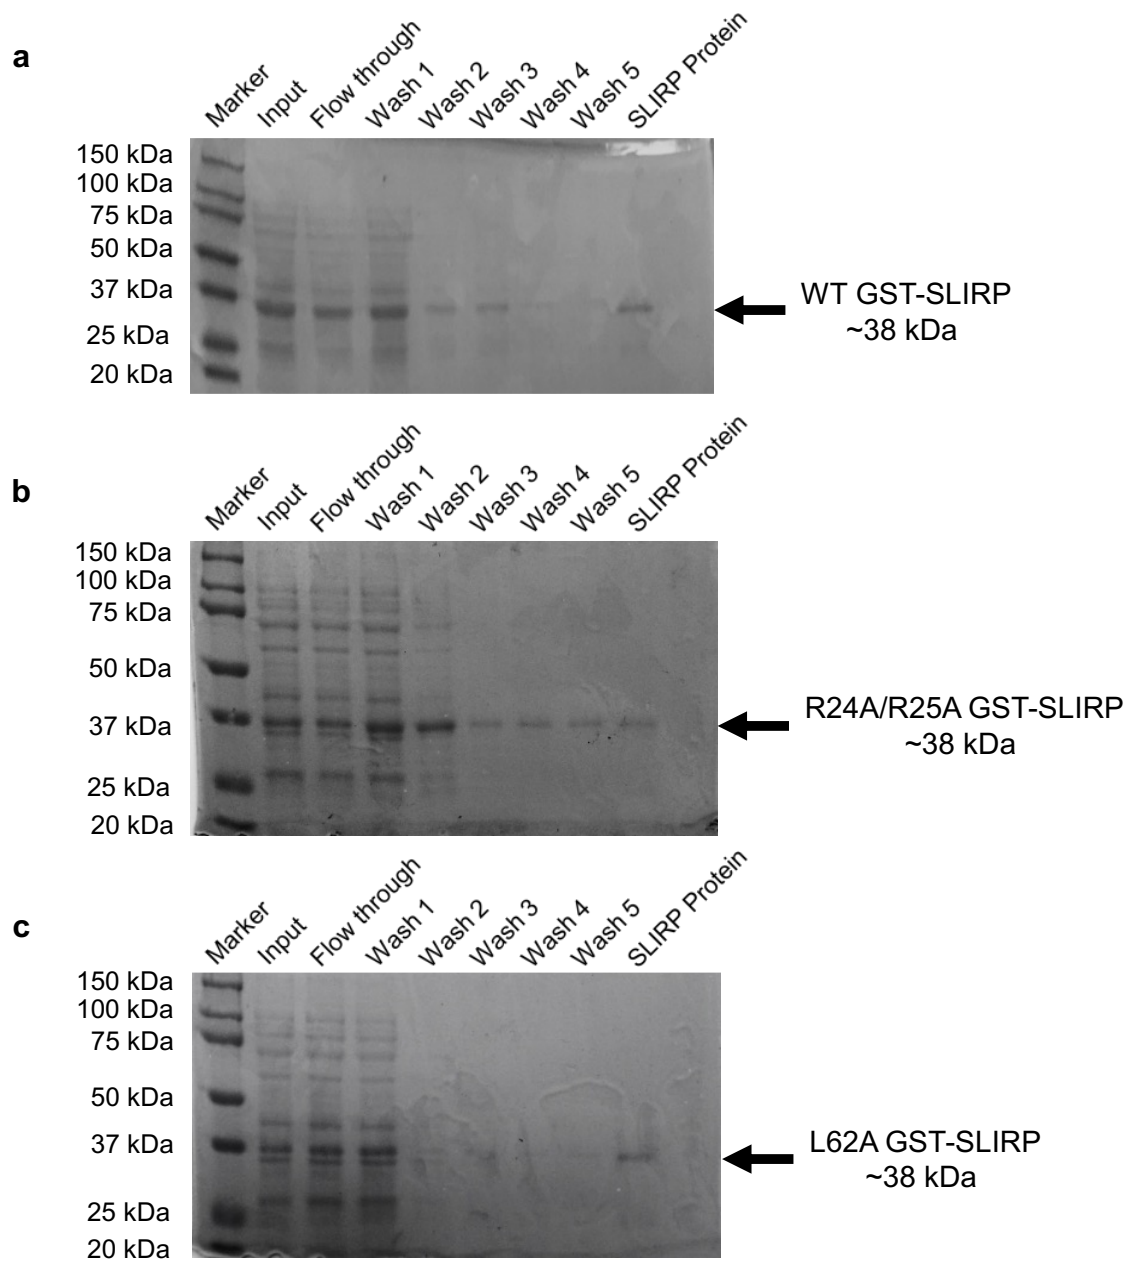 a
Marker
Input
Flow through
Wash 1
Wash 2
Wash 3
Wash 4
Wash 5
SLIRP Protein
150 kDa
100 kDa
75 kDa
50 kDa
37 kDa
25 kDa
20 kDa
WT GST-SLIRP
~38 kDa
b
Marker
Input
Flow through
Wash 1
Wash 2
Wash 3
Wash 4
Wash 5
SLIRP Protein
150 kDa
100 kDa
75 kDa
50 kDa
37 kDa
25 kDa
20 kDa
R24A/R25A GST-SLIRP
~38 kDa
c
Marker
Input
Flow through
Wash 1
Wash 2
Wash 3
Wash 4
Wash 5
SLIRP Protein
150 kDa
100 kDa
75 kDa
50 kDa
37 kDa
25 kDa
20 kDa
L62A GST-SLIRP
~38 kDa